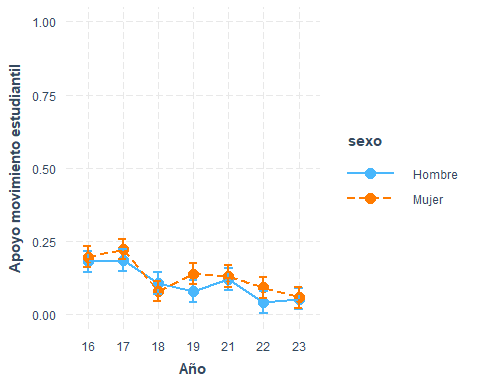 1.00
0.75
0.50
0.25
0.00
Apoyo movimiento estudiantil
16 17 18 19 21 22 23
Año
sexo
Hombre
Mujer